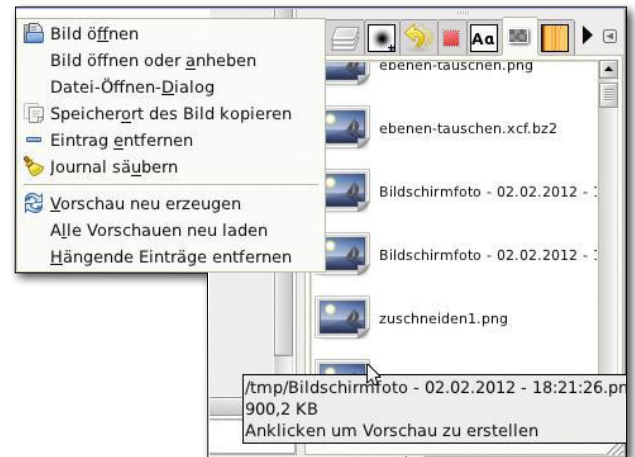 Bild öffnen
Bild öffnen oder anheben
Datei-Öffnen-Dialog
Speicherort des Bild kopieren
Eintrag entfernen
Journal säubern
Vorschau neu erzeugen
Alle Vorschauen neu laden
Hängende Einträge entfernen
Aa
ebenen-tauschen.png
ebenen-tauschen.xcf.bz2
Bildschirmfoto - 02.02.2012 -
Bildschirmfoto - 02.02.2012 -
zuschneiden1.png
/tmp/Bildschirmfoto - 02.02.2012 - 18:21:26.pn
900,2 KB
Anklicken um Vorschau zu erstellen